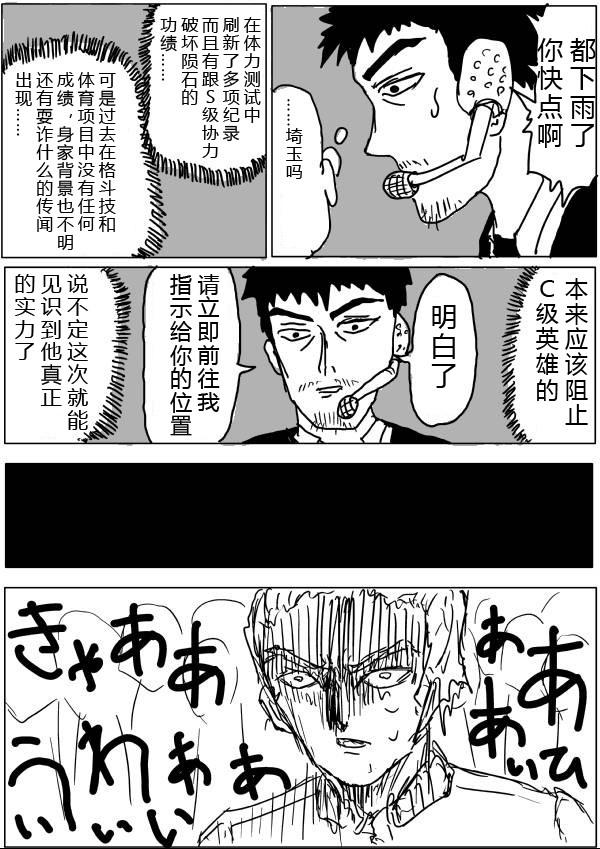 都下雨了
你快点啊
……埼玉吗
在体力测试中
刷新了多项纪录
而且有跟S级协力
破坏陨石的
功绩……
可是过去在格斗技和
体育项目中没有任何
成绩，身家背景也不明
还有耍诈什么的传闻
出现……
本来应该阻止
C级英雄的
明白了
请立即前往我
指示给你的位置
说不定这次就能
见识到他真正
的实力了
ああぃひ
ぁあ
きゃああ
うぃ
わぃ
ぁぃ
あ